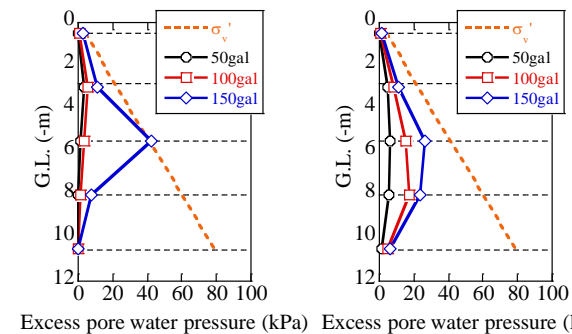 0
2
4
6
8
10
12
G.L. (-m)
σv'
50gal
100gal
150gal
0 20 40 60 80 100
Excess pore water pressure (kPa)
0
2
4
6
8
10
12
G.L. (-m)
σv'
50gal
100gal
150gal
0 20 40 60 80 100
Excess pore water pressure (